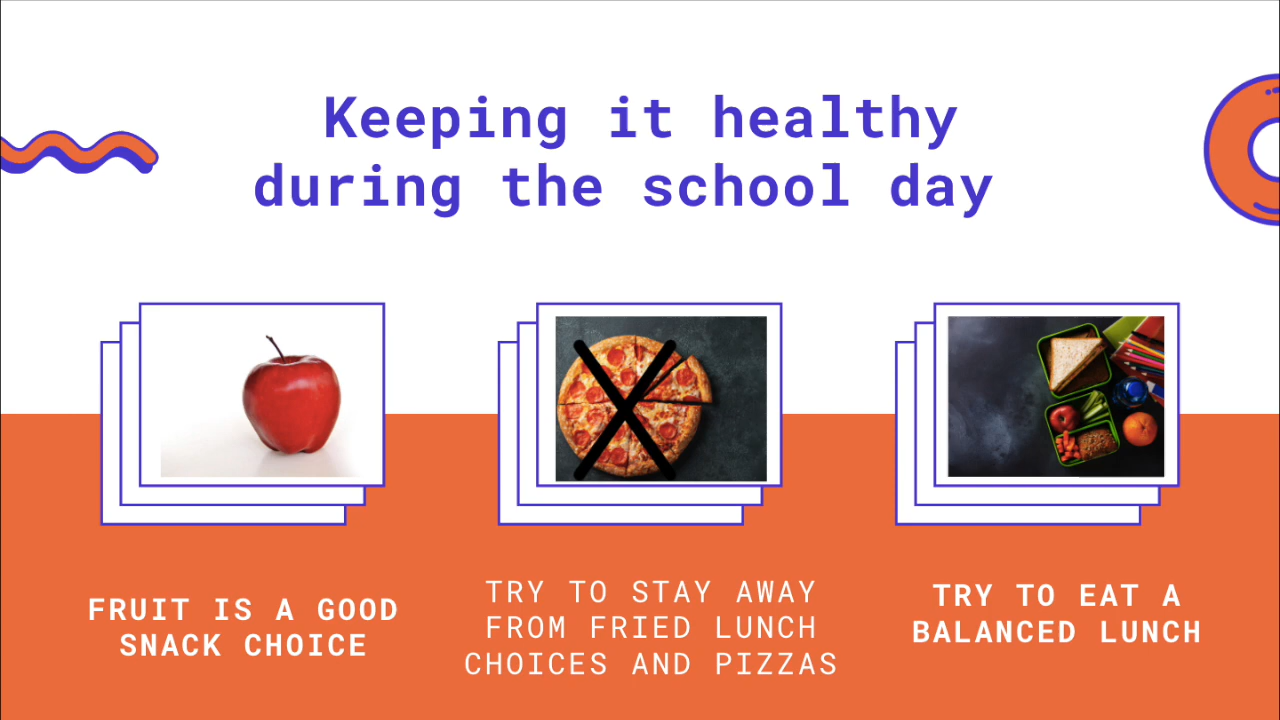 Keeping it healthy
during the school day
FRUIT IS A GOOD
SNACK CHOICE
TRY TO STAY AWAY
FROM FRIED LUNCH
CHOICES AND PIZZAS
TRY TO EAT A
BALANCED LUNCH